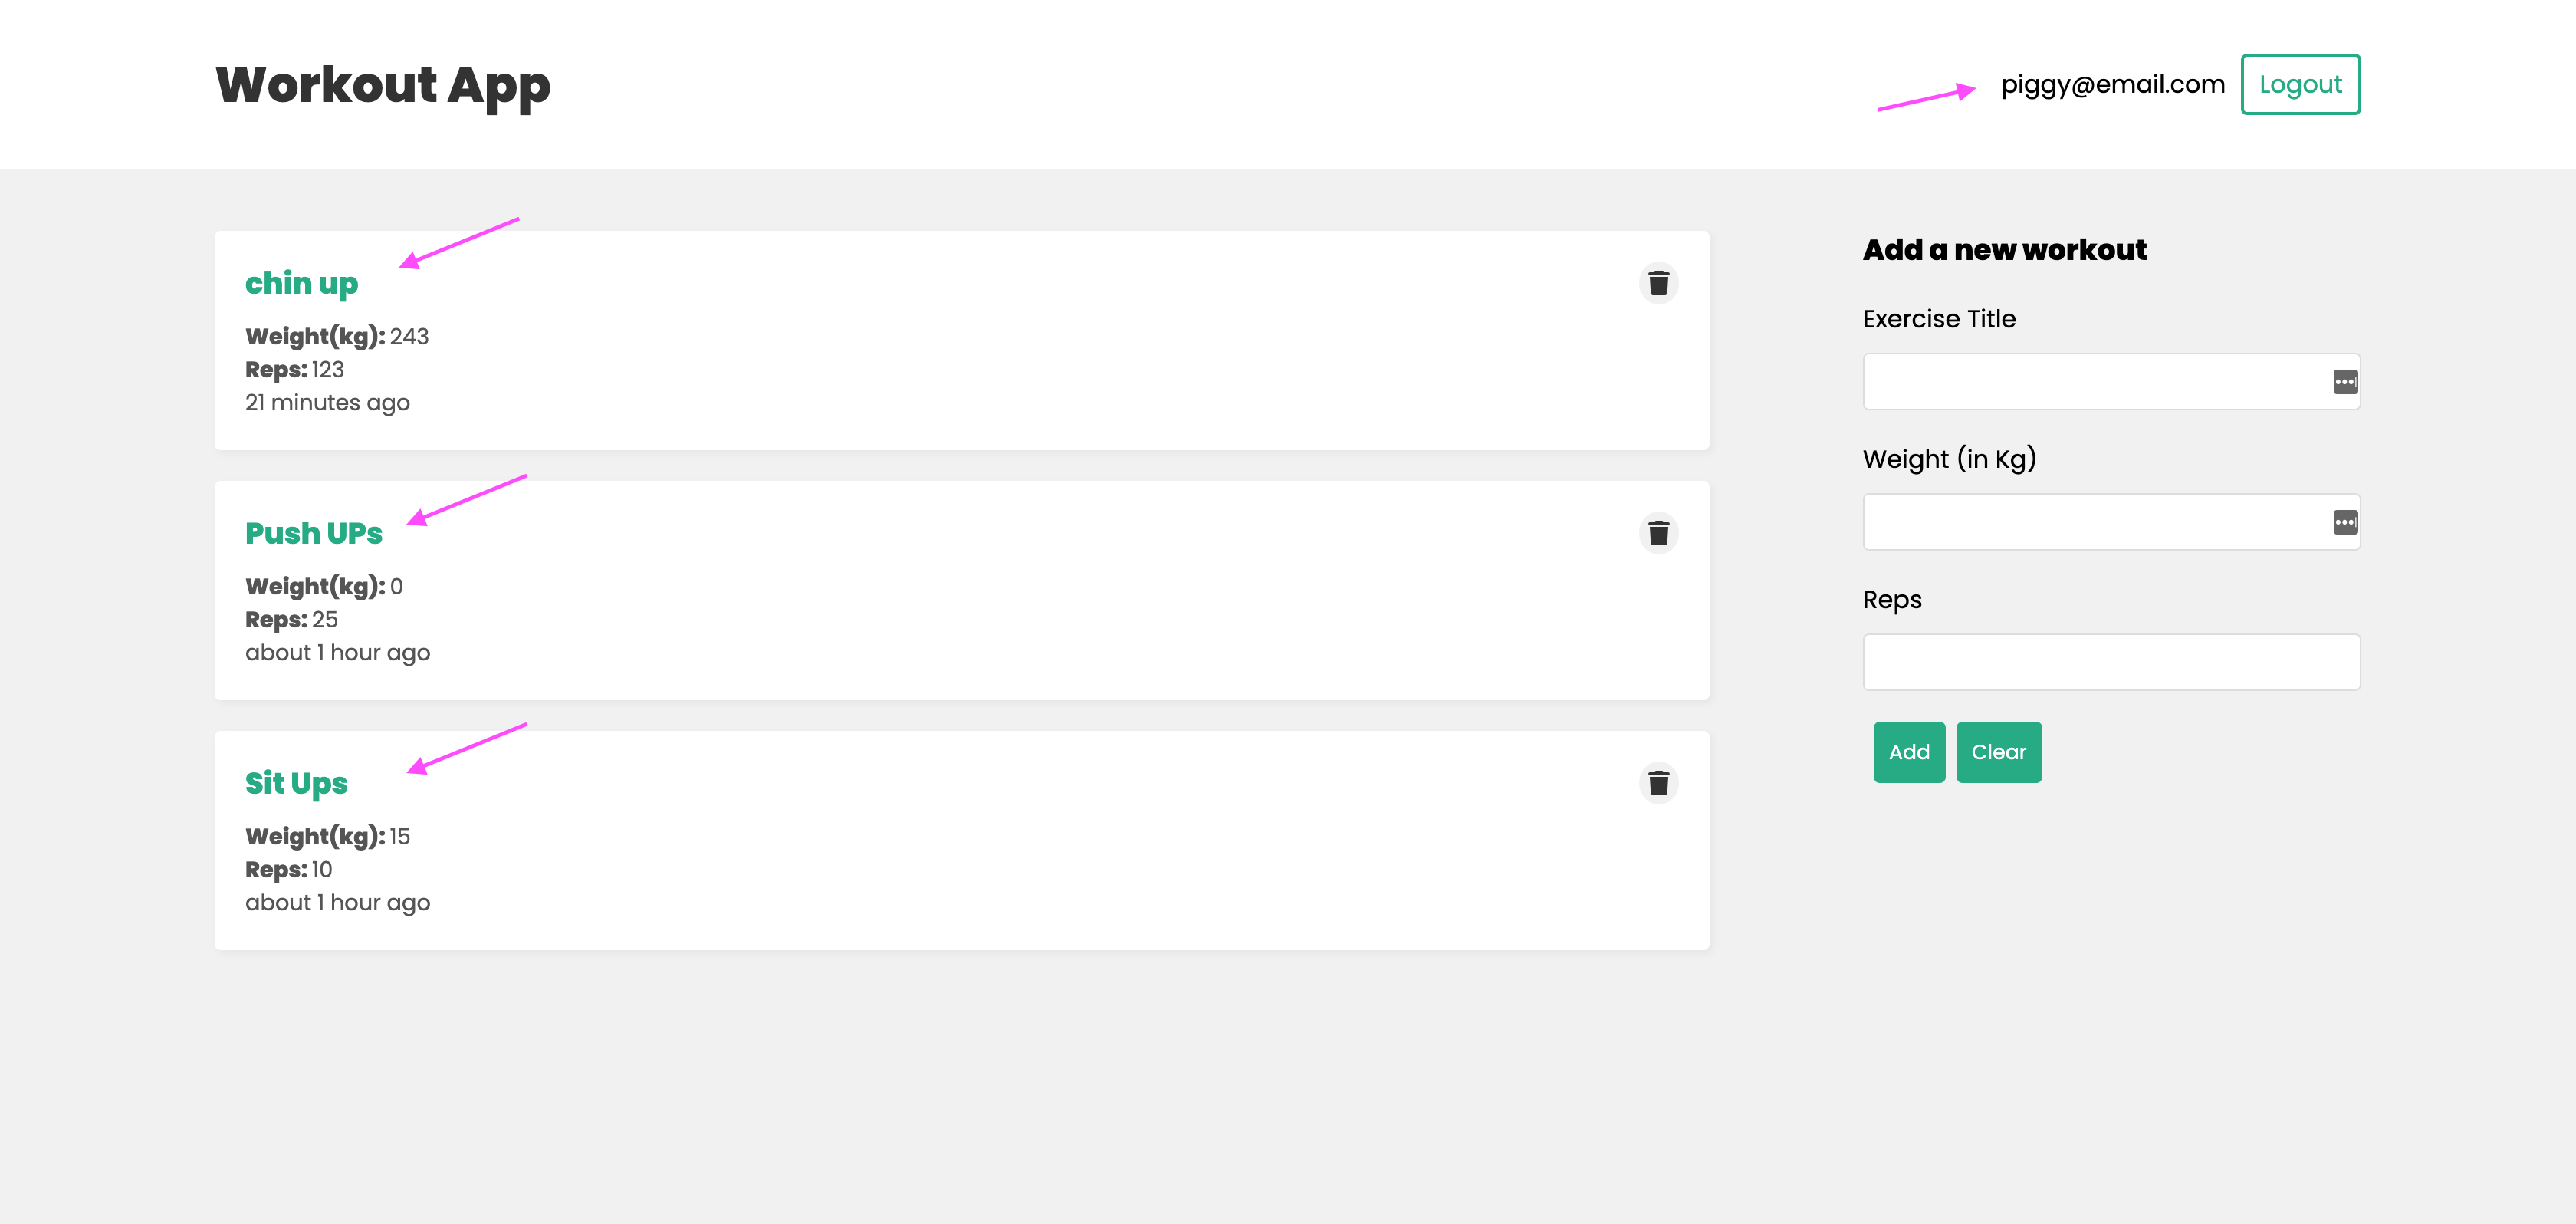 Workout App
piggy@email.com
Logout
chin up
Weight(kg): 243
Reps: 123
21 minutes ago
Push UPs
Weight(kg): 0
Reps: 25
about 1 hour ago
Sit Ups
Weight(kg): 15
Reps: 10
about 1 hour ago
Add a new workout
Exercise Title
Weight (in Kg)
Reps
Add
Clear